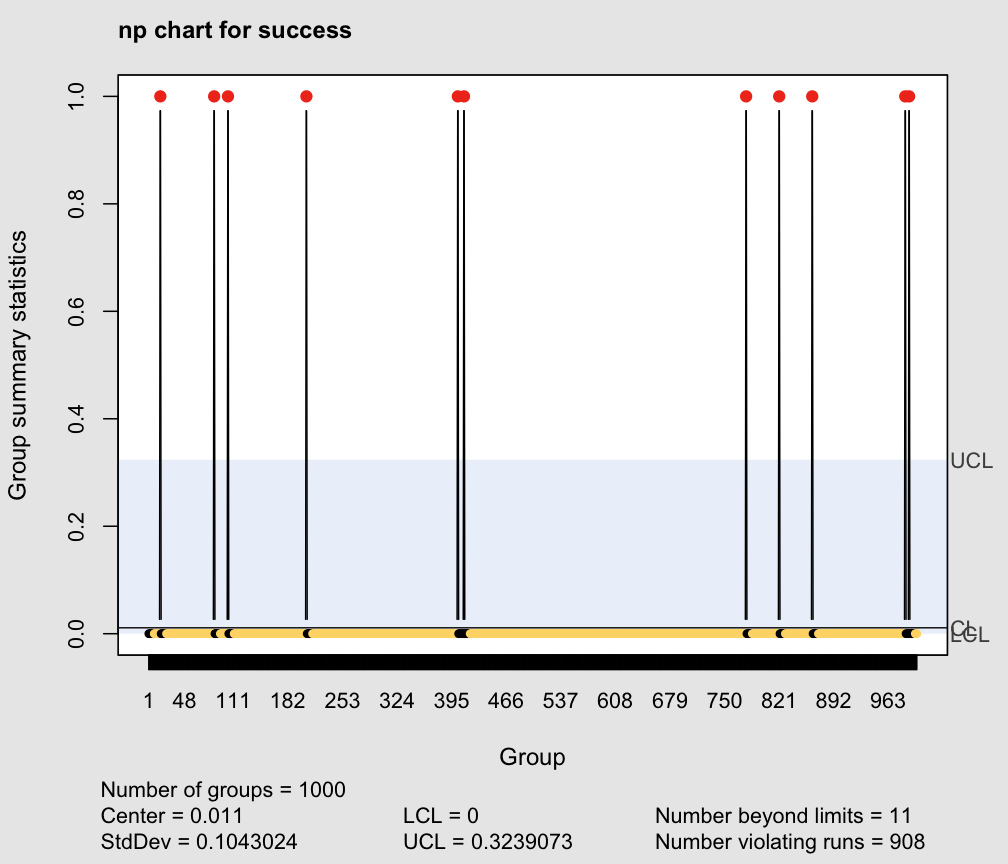 np chart for success
Group summary statistics
1.0
0.8
0.6
0.4
0.2
0.0
UCL
CL
LCL
1 48 111 182 253 324 395 466 537 608 679 750 821 892 963
Group
Number of groups = 1000
Center = 0.011 LCL = 0 Number beyond limits = 11
StdDev = 0.1043024 UCL = 0.3239073 Number violating runs = 908